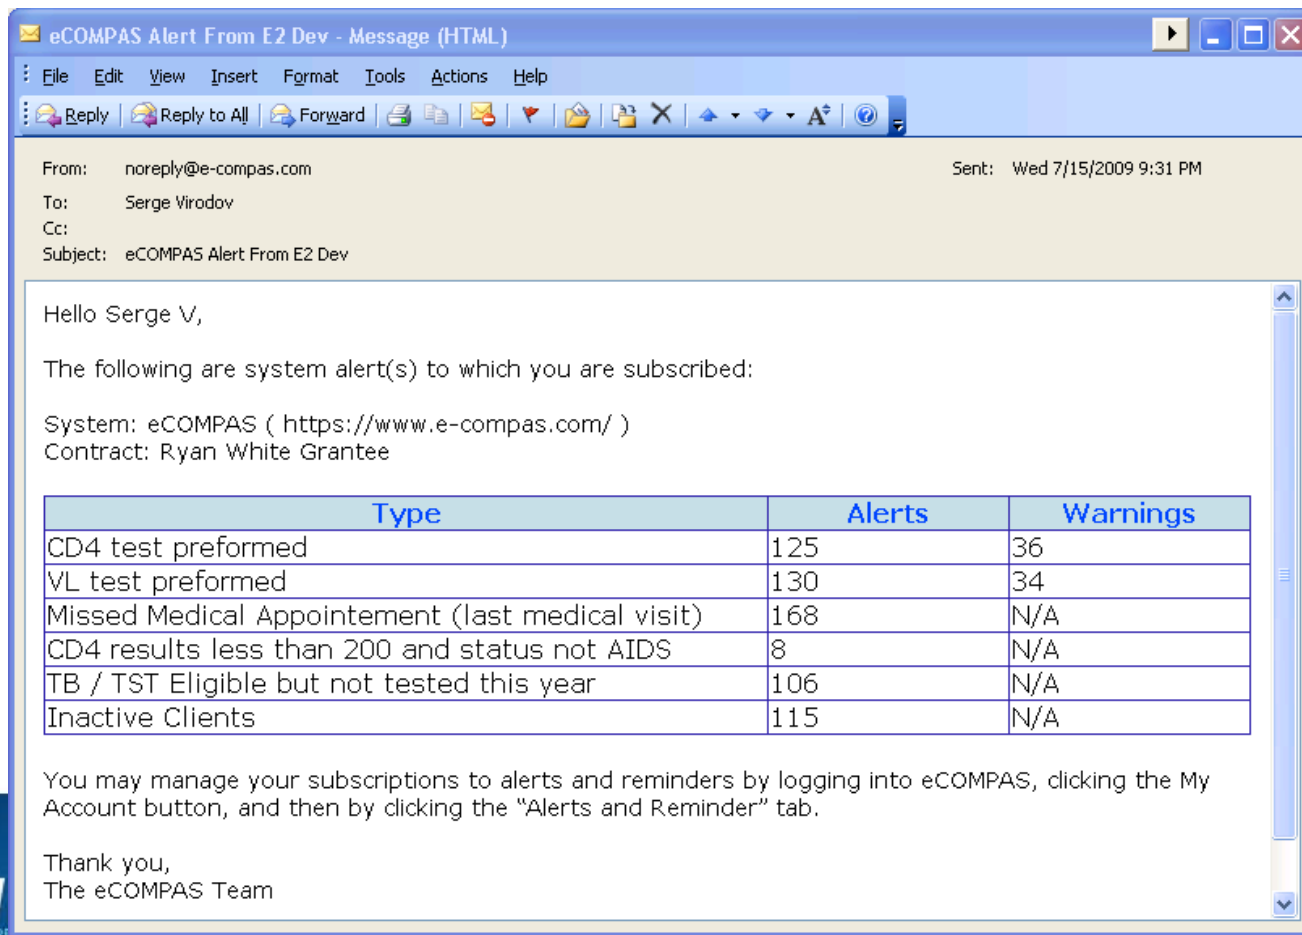 eCOMPAS Alert From E2 Dev - Message (HTML)
File Edit View Insert Format Tools Actions Help
Reply Reply to All Forward
From: noreply@e-compas.com Sent: Wed 7/15/2009 9:31 PM
To: Serge Virodov
Cc:
Subject: eCOMPAS Alert From E2 Dev
Hello Serge V,
The following are system alert(s) to which you are subscribed:
System: eCOMPAS ( https://www.e-compas.com/ )
Contract: Ryan White Grantee
Type Alerts Warnings
CD4 test preformed 125 36
VL test preformed 130 34
Missed Medical Appointement (last medical visit) 168 N/A
CD4 results less than 200 and status not AIDS 8 N/A
TB / TST Eligible but not tested this year 106 N/A
Inactive Clients 115 N/A
You may manage your subscriptions to alerts and reminders by logging into eCOMPAS, clicking the My
Account button, and then by clicking the “Alerts and Reminder” tab.
Thank you,
The eCOMPAS Team